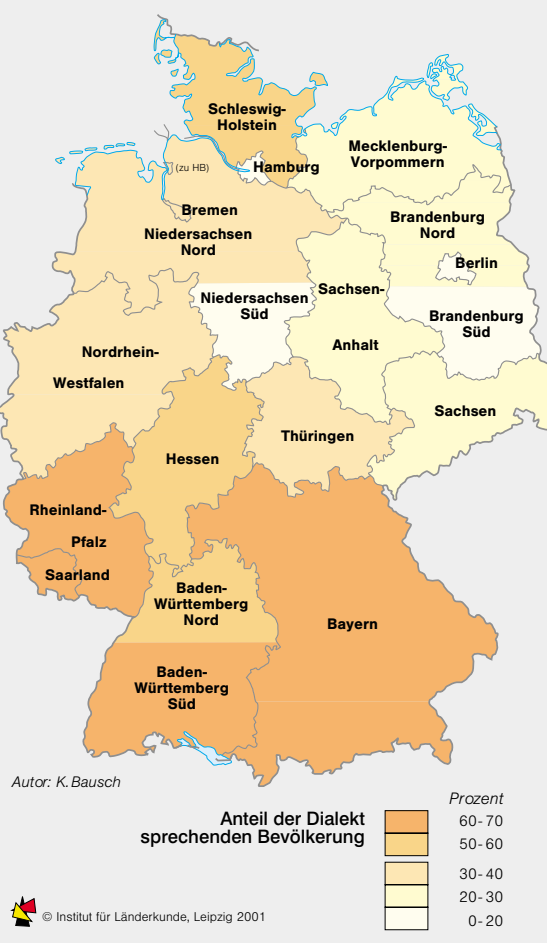 Schleswig-
Holstein
Mecklenburg-
Vorpommern
(zu HB)
Hamburg
Bremen
Niedersachsen
Nord
Brandenburg
Nord
Berlin
Niedersachsen
Süd
Sachsen-
Anhalt
Brandenburg
Süd
Nordrhein-
Westfalen
Sachsen
Thüringen
Hessen
Rheinland-
Pfalz
Saarland
Baden-
Württemberg
Nord
Bayern
Baden-
Württemberg
Süd
Autor: K. Bausch
Anteil der Dialekt
sprechenden Bevölkerung
Prozent
60-70
50-60
30-40
20-30
0-20
© Institut für Länderkunde, Leipzig 2001